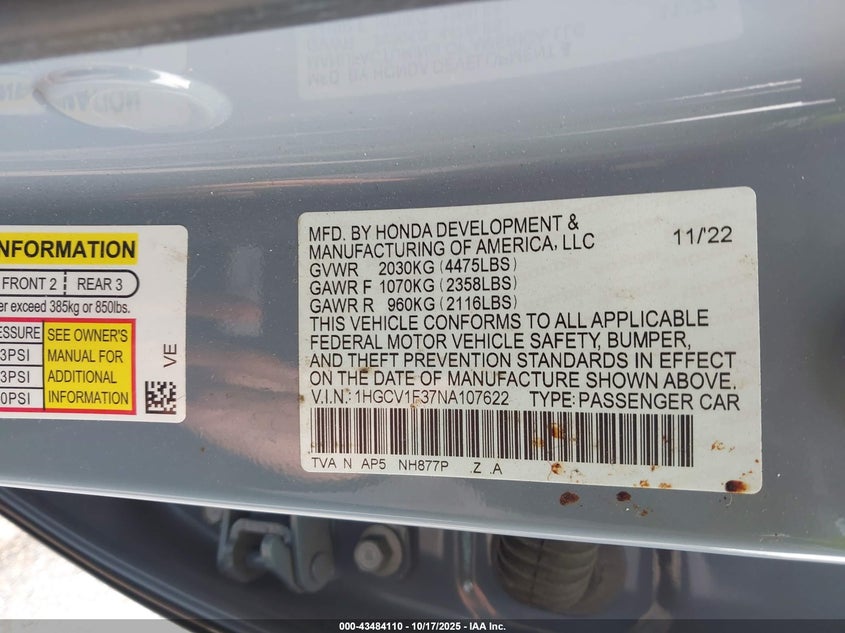 NFORMATION
FRONT 2 REAR 3
er exceed 385kg or 850lbs.
ESSURE
3PSI
3PSI
0PSI
SEE OWNER'S
MANUAL FOR
ADDITIONAL
INFORMATION
VE
MFD. BY HONDA DEVELOPMENT &
MANUFACTURING OF AMERICA, LLC 11/'22
GVWR 2030KG (4475LBS)
GAWR F 1070KG (2358LBS)
GAWR R 960KG (2116LBS)
THIS VEHICLE CONFORMS TO ALL APPLICABLE
FEDERAL MOTOR VEHICLE SAFETY, BUMPER,
AND THEFT PREVENTION STANDARDS IN EFFECT
ON THE DATE OF MANUFACTURE SHOWN ABOVE.
V.I.N.: 1HGCV1F37NA107622 TYPE: PASSENGER CAR
TVA N AP5 NH877P Z A
000-43484110 - 10/17/2025 - IAA Inc.